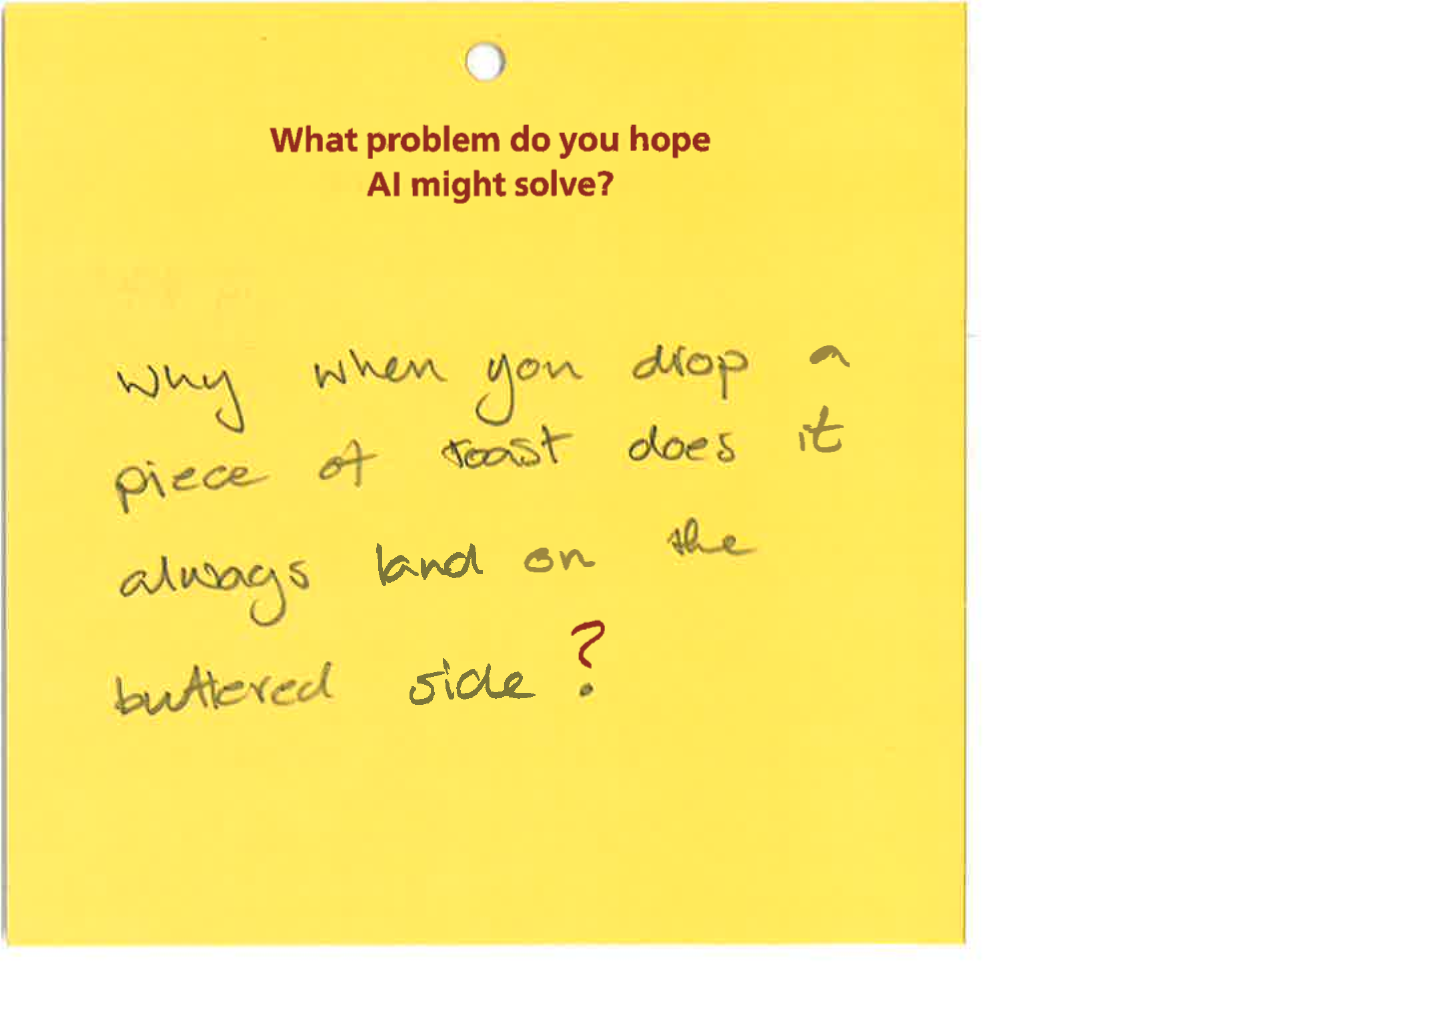 What problem do you hope
AI might solve?
Why when you drop a
piece of toast does it
always land on the
buttered side?